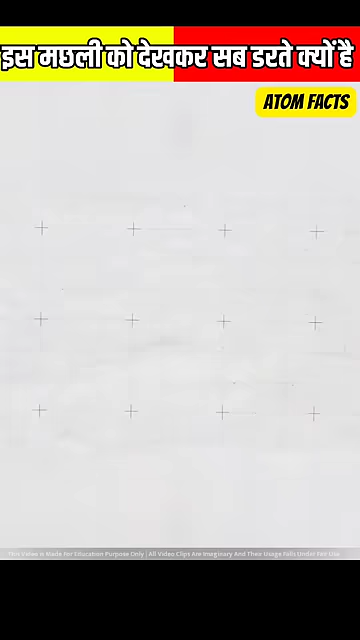 इस मछली को देखकर सब डरते क्यों है
ATOM FACTS
This Video is Made For Education Purpose Only | All Video Clips Are Imaginary And Their Usage Falls Under Fair Use